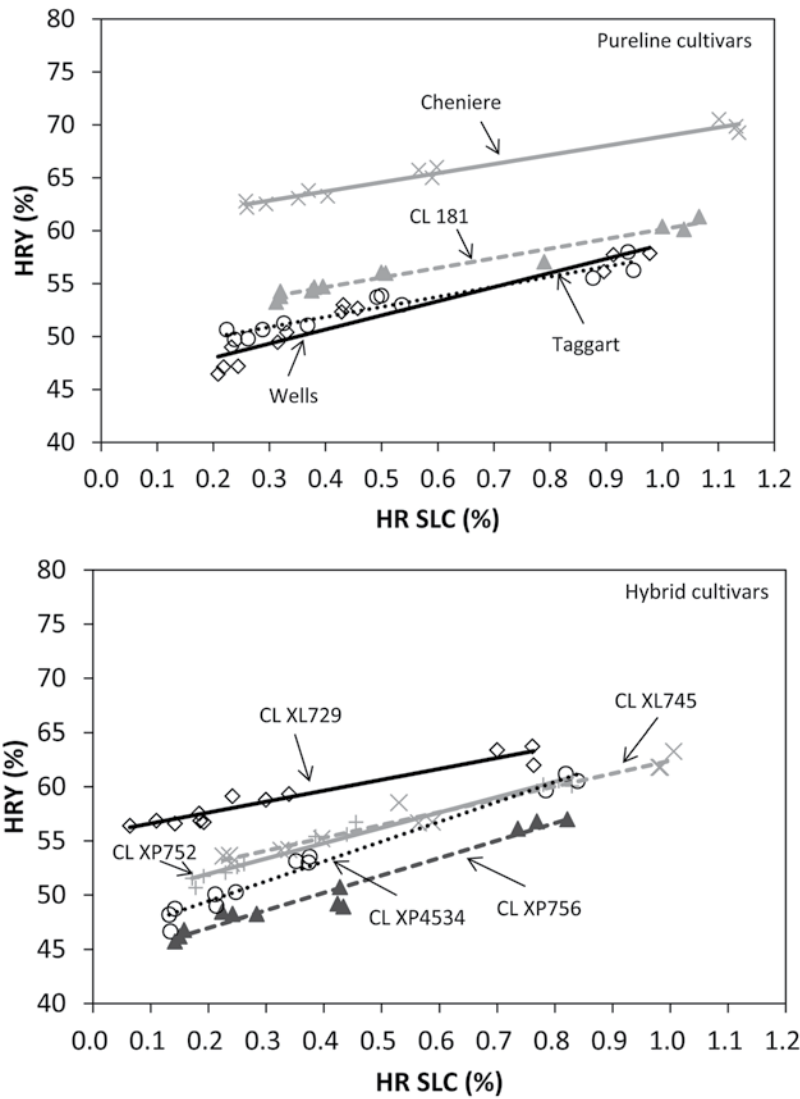 80
Pureline cultivars
75
Cheniere
70
65
CL 181
60
55
50
Taggart
45
Wells
40
HRY (%)
0.0 0.1 0.2 0.3 0.4 0.5 0.6 0.7 0.8 0.9 1.0 1.1 1.2
HR SLC (%)
80
Hybrid cultivars
75
70
CL XL729
CL XL745
65
60
55
CL XP752
50
CL XP4534
CL XP756
45
40
HRY (%)
0.0 0.1 0.2 0.3 0.4 0.5 0.6 0.7 0.8 0.9 1.0 1.1 1.2
HR SLC (%)